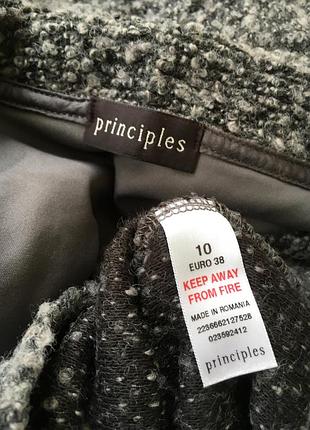 principles
10
EURO 38
KEEP AWAY
FROM FIRE
MADE IN ROMANIA
2236662127528
023592412
principles